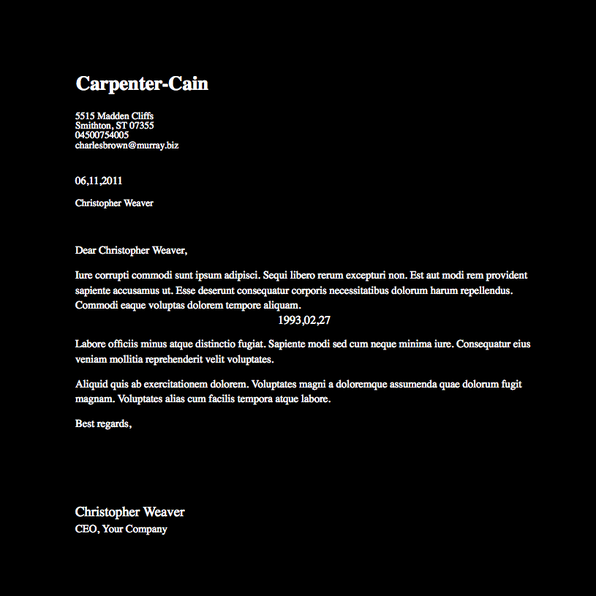 Carpenter-Cain
5515 Madden Cliffs
Smithton, ST 07355
04500754005
charlesbrown@murray.biz
06,11,2011
Christopher Weaver
Dear Christopher Weaver,
Iure corrupti commodi sunt ipsum adipisci. Sequi libero rerum excepturi non. Est aut modi rem provident
sapiente accusamus ut. Esse deserunt consequatur corporis necessitatibus dolorum harum repellendus.
Commodi eaque voluptas dolorem tempore aliquam.
1993,02,27
Labore officiis minus atque distinctio fugiat. Sapiente modi sed cum neque minima iure. Consequatur eius
veniam mollitia reprehenderit velit voluptates.
Aliquid quis ab exercitationem dolorem. Voluptates magni a doloremque assumenda quae dolorum fugit
magnam. Voluptates alias cum facilis tempora atque labore.
Best regards,
Christopher Weaver
CEO, Your Company